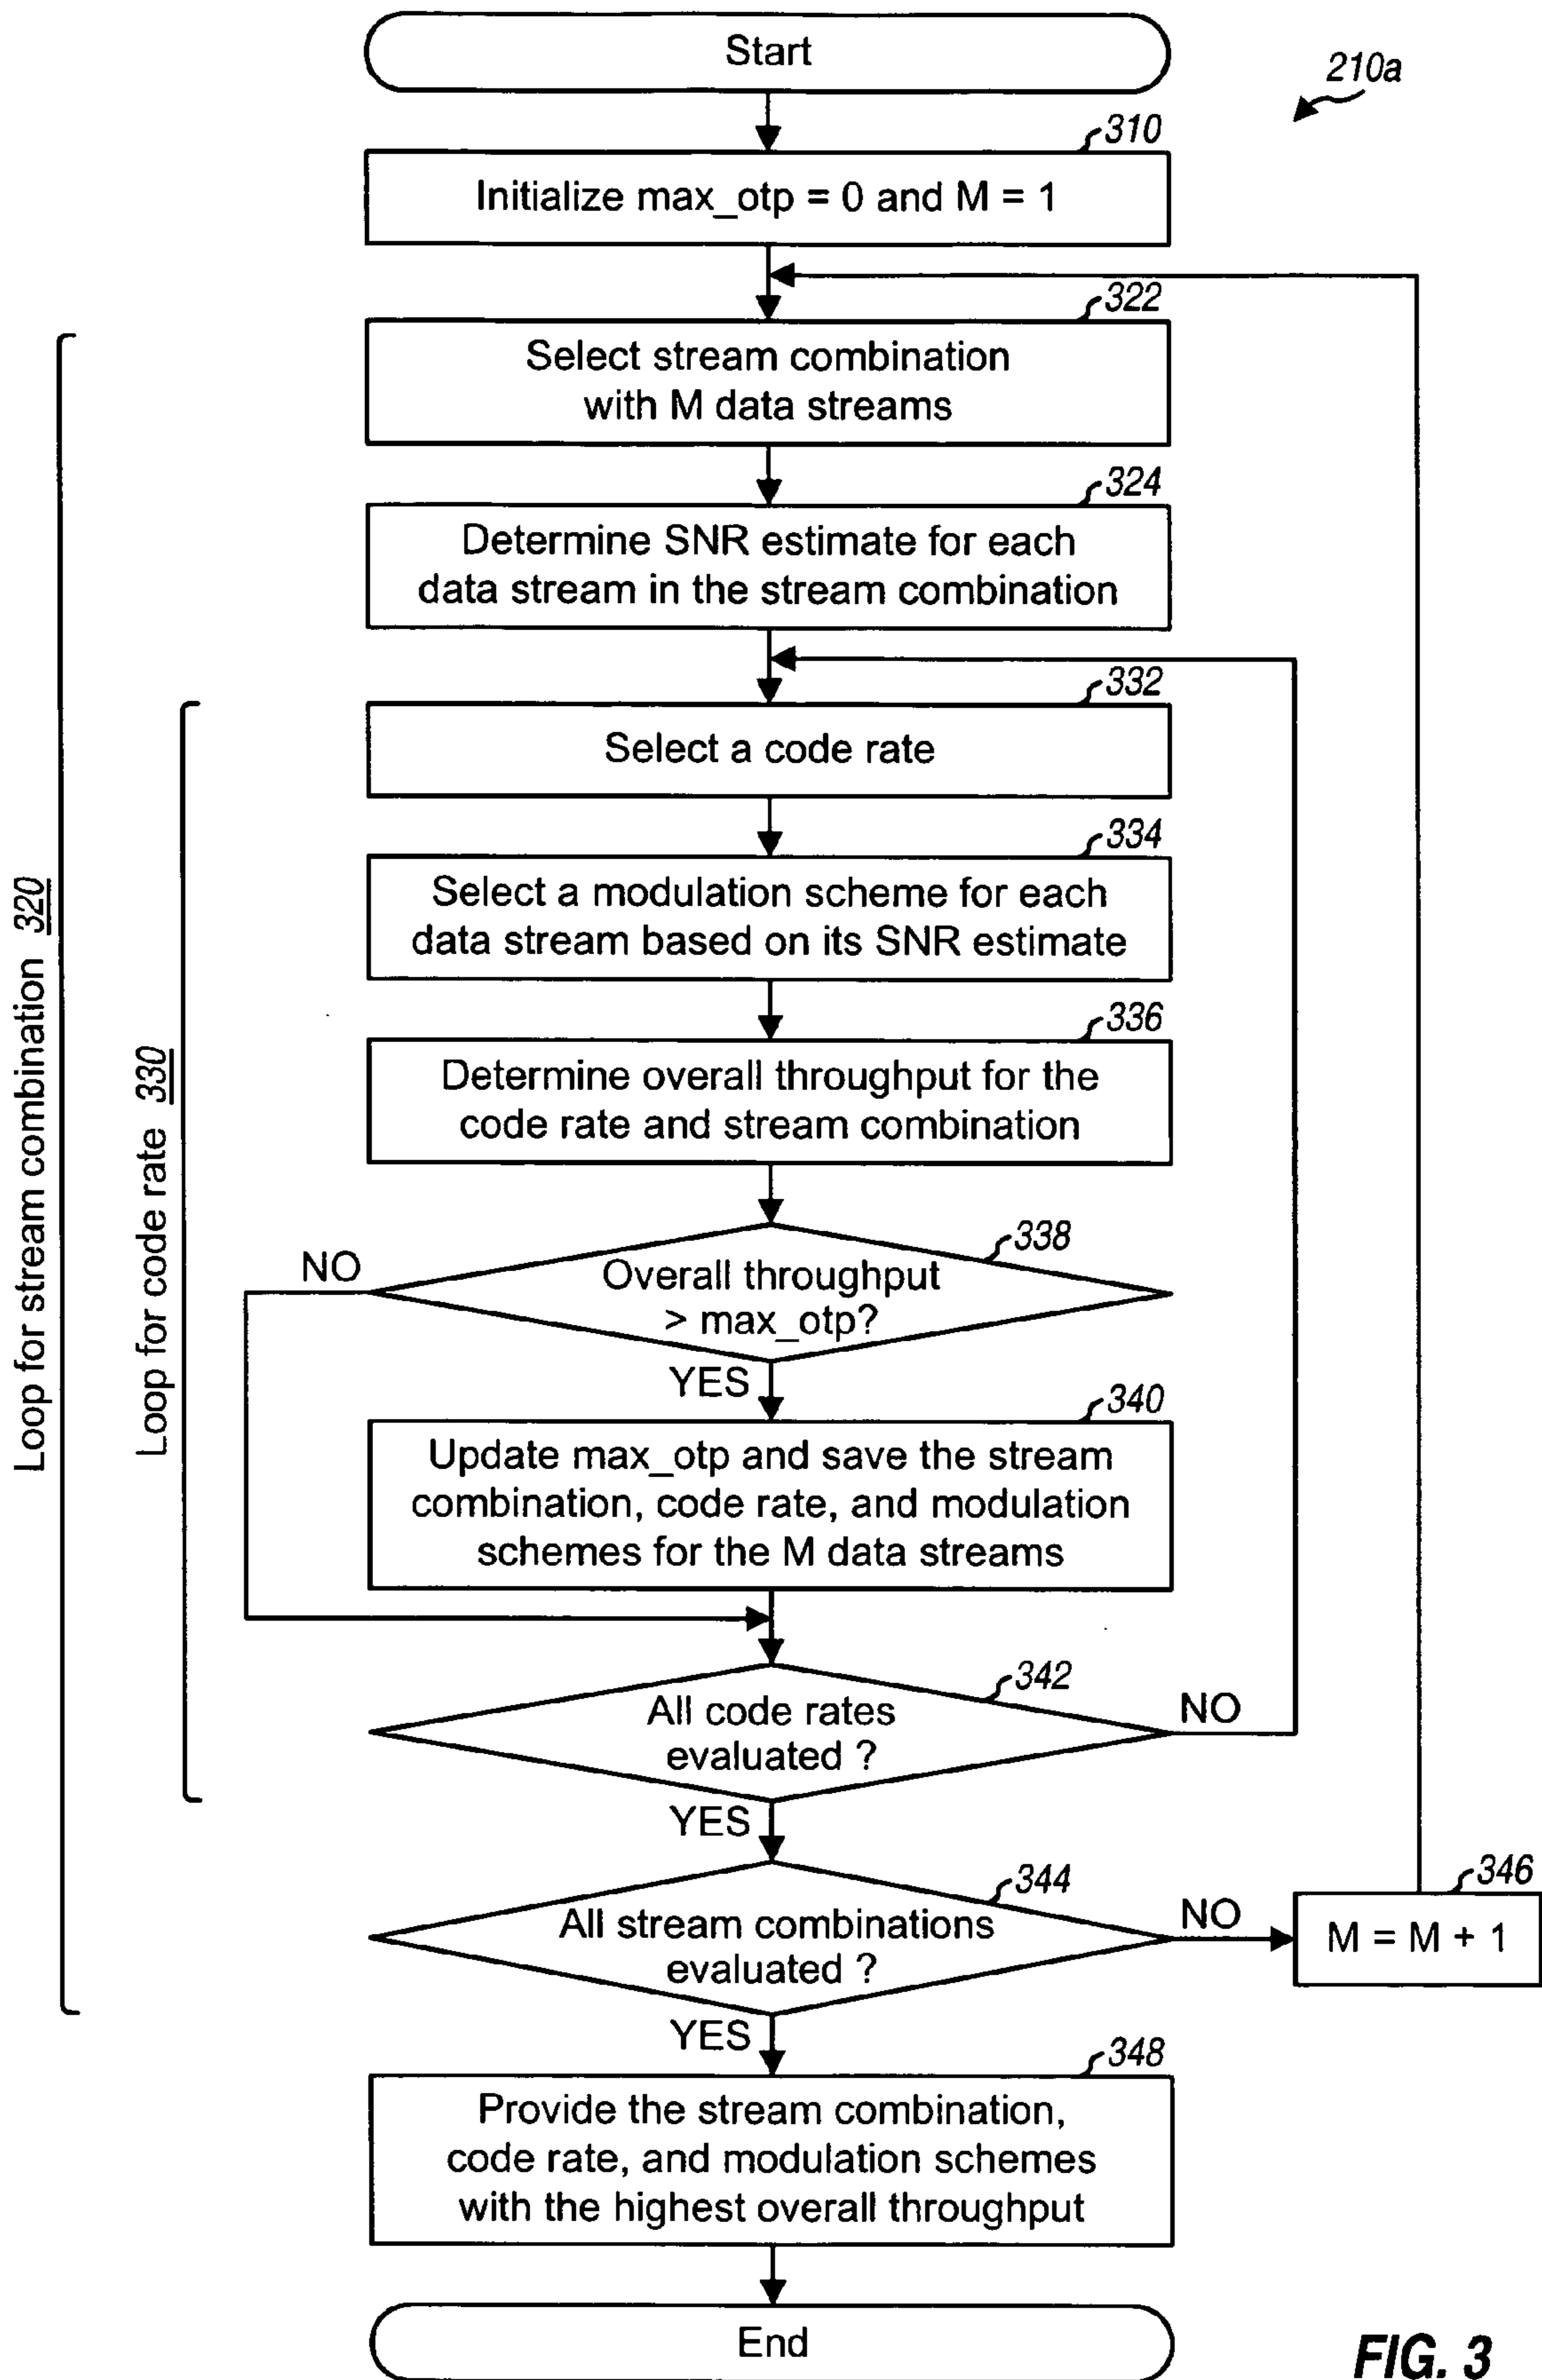 Start
210a
310
Initialize max_otp = 0 and M = 1
322
Select stream combination
with M data streams
324
Determine SNR estimate for each
data stream in the stream combination
332
Select a code rate
334
Select a modulation scheme for each
data stream based on its SNR estimate
336
Determine overall throughput for the
code rate and stream combination
338
NO
Overall throughput
> max_otp?
YES
340
Update max_otp and save the stream
combination, code rate, and modulation
schemes for the M data streams
342
All code rates
evaluated ?
NO
YES
344
All stream combinations
evaluated ?
NO
346
M = M + 1
YES
348
Provide the stream combination,
code rate, and modulation schemes
with the highest overall throughput
End
Loop for stream combination 320
Loop for code rate 330
FIG. 3